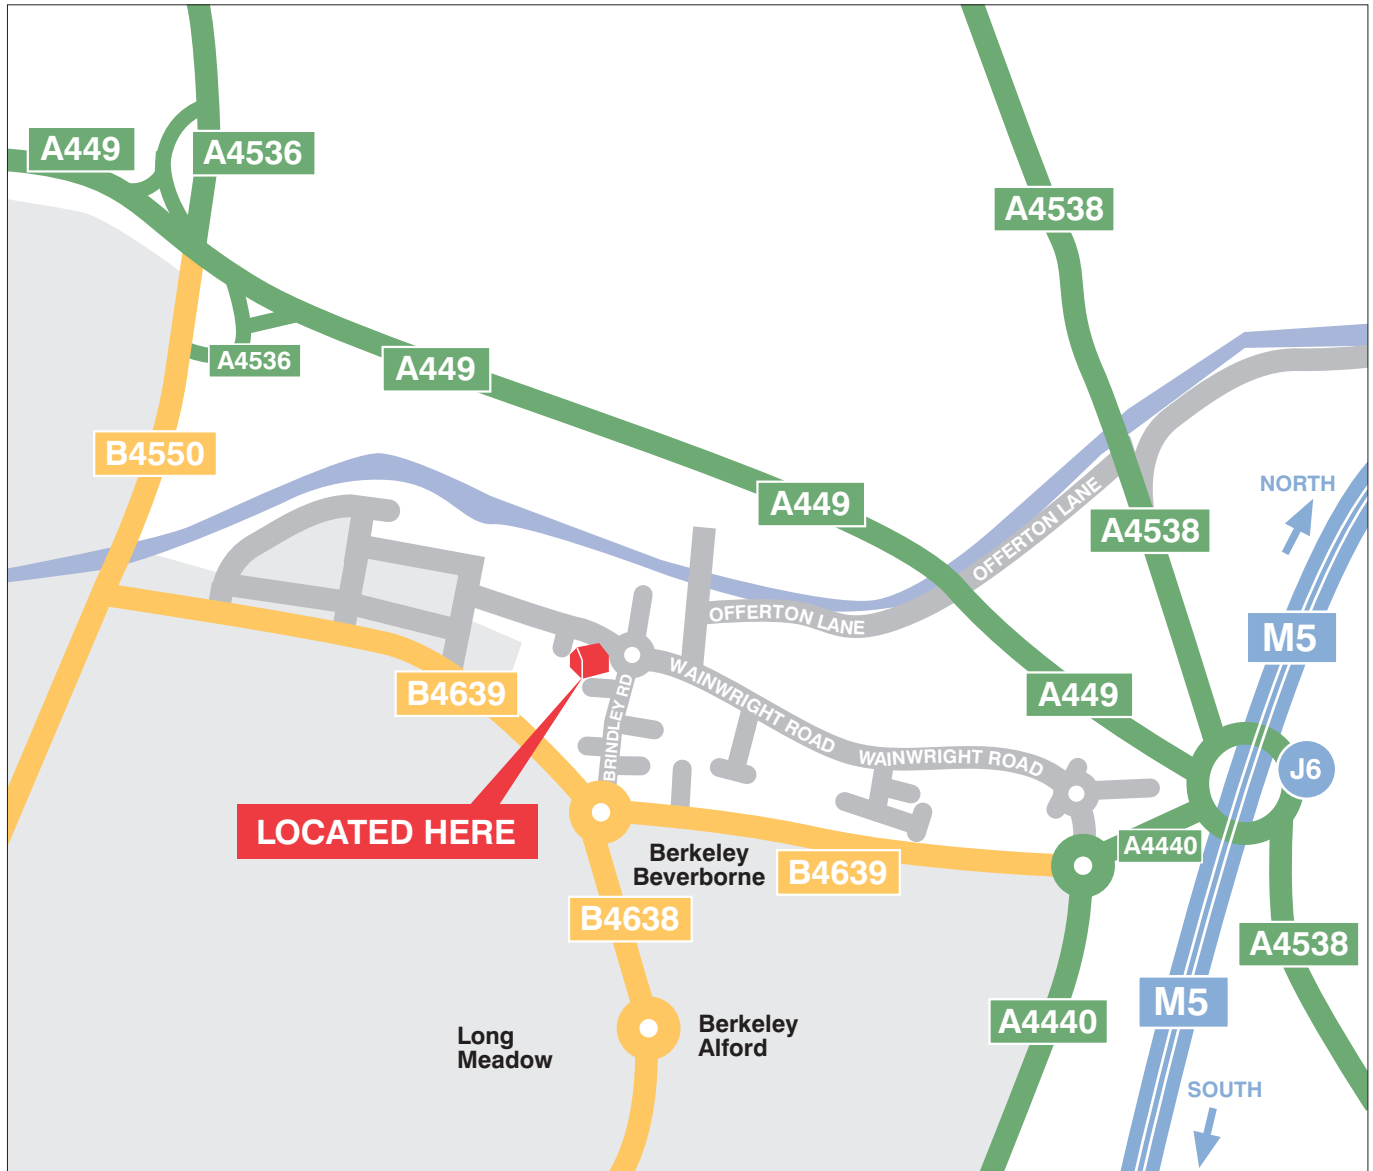 A449
A4536
A4538
A4536
A449
B4550
NORTH
A449
OFFERTON LANE
A4538
OFFERTON LANE
M5
B4639
WAINWRIGHT ROAD
A449
BRINDLEY RD
WAINWRIGHT ROAD
J6
LOCATED HERE
A4440
Berkeley
Beverborne
B4639
B4638
A4538
M5
Long
Meadow
Berkeley
Alford
A4440
SOUTH